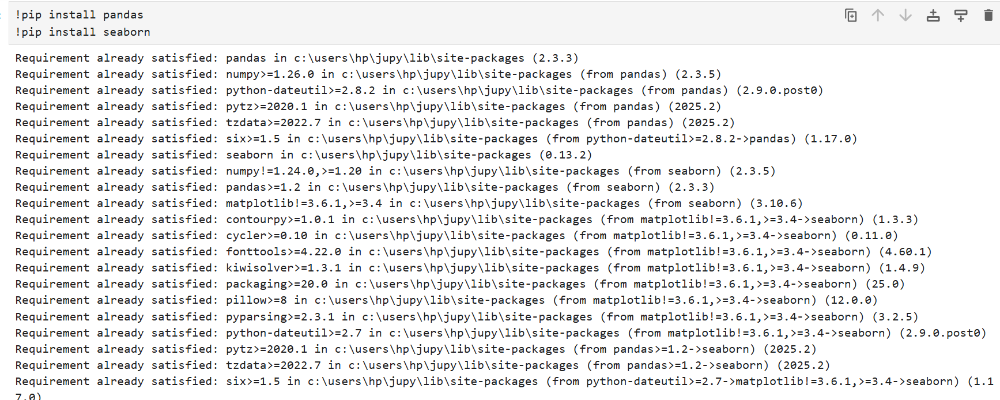 !pip install pandas
!pip install seaborn
Requirement already satisfied: pandas in c:\users\hp\jupy\lib\site-packages (2.3.3)
Requirement already satisfied: numpy>=1.26.0 in c:\users\hp\jupy\lib\site-packages (from pandas) (2.3.5)
Requirement already satisfied: python-dateutil>=2.8.2 in c:\users\hp\jupy\lib\site-packages (from pandas) (2.9.0.post0)
Requirement already satisfied: pytz>=2020.1 in c:\users\hp\jupy\lib\site-packages (from pandas) (2025.2)
Requirement already satisfied: tzdata>=2022.7 in c:\users\hp\jupy\lib\site-packages (from pandas) (2025.2)
Requirement already satisfied: six>=1.5 in c:\users\hp\jupy\lib\site-packages (from python-dateutil>=2.8.2->pandas) (1.17.0)
Requirement already satisfied: seaborn in c:\users\hp\jupy\lib\site-packages (0.13.2)
Requirement already satisfied: numpy!=1.24.0,>=1.20 in c:\users\hp\jupy\lib\site-packages (from seaborn) (2.3.5)
Requirement already satisfied: pandas>=1.2 in c:\users\hp\jupy\lib\site-packages (from seaborn) (2.3.3)
Requirement already satisfied: matplotlib!=3.6.1,>=3.4 in c:\users\hp\jupy\lib\site-packages (from seaborn) (3.10.6)
Requirement already satisfied: contourpy>=1.0.1 in c:\users\hp\jupy\lib\site-packages (from matplotlib!=3.6.1,>=3.4->seaborn) (1.3.3)
Requirement already satisfied: cycler>=0.10 in c:\users\hp\jupy\lib\site-packages (from matplotlib!=3.6.1,>=3.4->seaborn) (0.11.0)
Requirement already satisfied: fonttools>=4.22.0 in c:\users\hp\jupy\lib\site-packages (from matplotlib!=3.6.1,>=3.4->seaborn) (4.60.1)
Requirement already satisfied: kiwisolver>=1.3.1 in c:\users\hp\jupy\lib\site-packages (from matplotlib!=3.6.1,>=3.4->seaborn) (1.4.9)
Requirement already satisfied: packaging>=20.0 in c:\users\hp\jupy\lib\site-packages (from matplotlib!=3.6.1,>=3.4->seaborn) (25.0)
Requirement already satisfied: pillow>=8 in c:\users\hp\jupy\lib\site-packages (from matplotlib!=3.6.1,>=3.4->seaborn) (12.0.0)
Requirement already satisfied: pyparsing>=2.3.1 in c:\users\hp\jupy\lib\site-packages (from matplotlib!=3.6.1,>=3.4->seaborn) (3.2.5)
Requirement already satisfied: python-dateutil>=2.7 in c:\users\hp\jupy\lib\site-packages (from matplotlib!=3.6.1,>=3.4->seaborn) (2.9.0.post0)
Requirement already satisfied: pytz>=2020.1 in c:\users\hp\jupy\lib\site-packages (from pandas>=1.2->seaborn) (2025.2)
Requirement already satisfied: tzdata>=2022.7 in c:\users\hp\jupy\lib\site-packages (from pandas>=1.2->seaborn) (2025.2)
Requirement already satisfied: six>=1.5 in c:\users\hp\jupy\lib\site-packages (from python-dateutil>=2.7->matplotlib!=3.6.1,>=3.4->seaborn) (1.1
7.0)